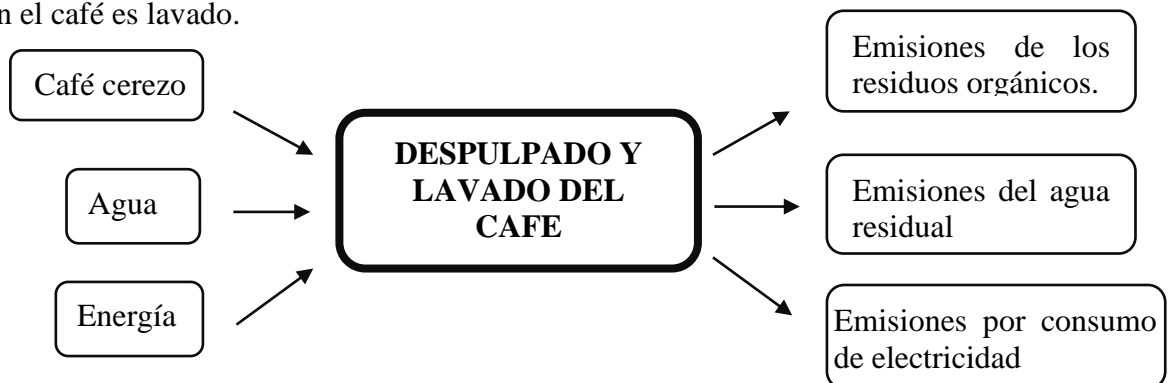 n el café es lavado.
Café cerezo
Agua
Energía
DESPULPADO Y
LAVADO DEL
CAFE
Emisiones de los
residuos orgánicos.
Emisiones del agua
residual
Emisiones por consumo
de electricidad